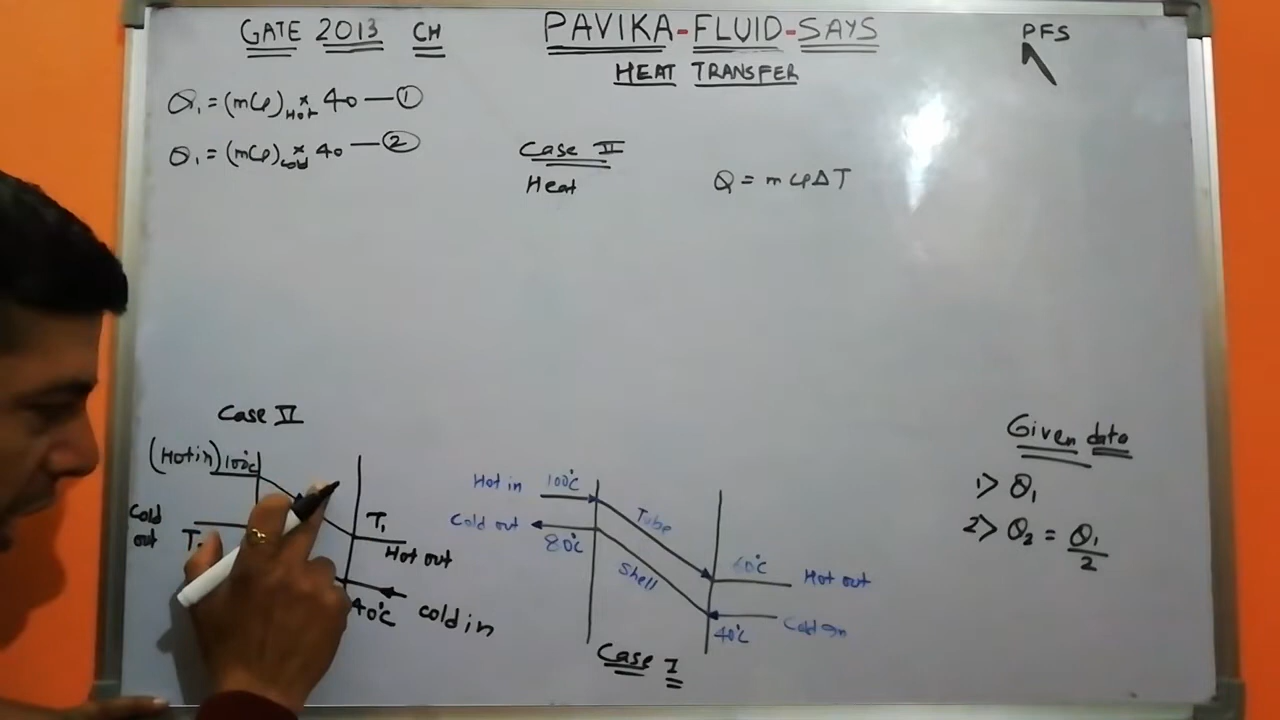 GATE 2013 CH
PAVIKA-FLUID-SAYS
PFS
HEAT TRANSFER
Q₁ = (mCp)Hot × 40 — ①
Q₁ = (mCp)Cold × 40 — ②
Case II
Heat
Q = mCpΔT
Case II
(Hot in) 100°C
Cold out
T₁
Hot out
40°C
cold in
Hot in 100°C
Cold out
80°C
Tube
Shell
60°C Hot out
40°C
Cold in
Case I
Given data
1> Q₁
2> Q₂ = Q₁/2